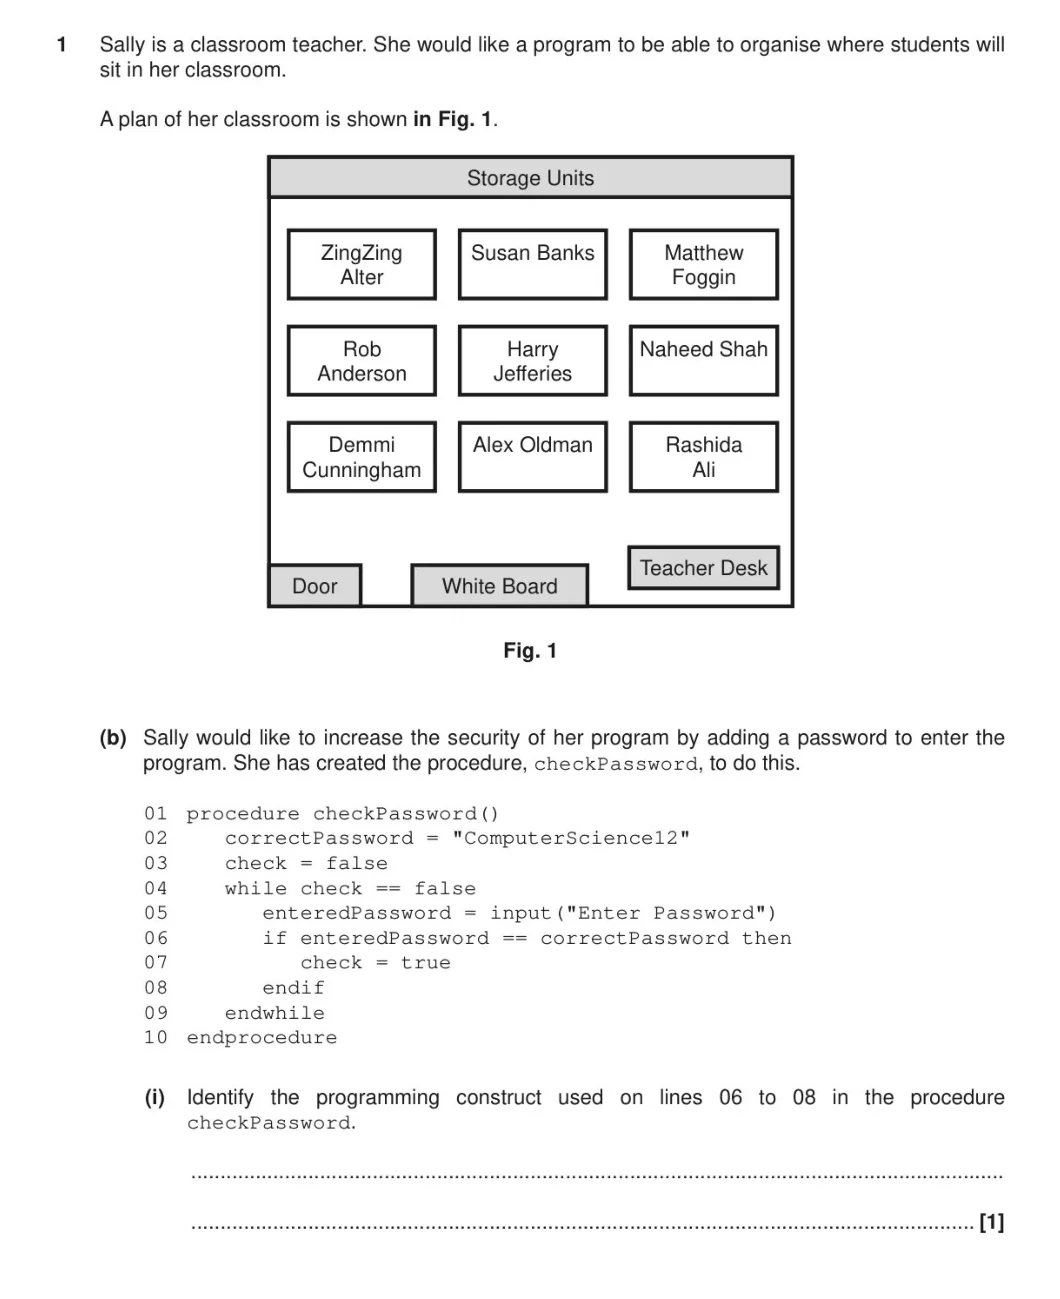 1 Sally is a classroom teacher. She would like a program to be able to organise where students will
sit in her classroom.
A plan of her classroom is shown in Fig. 1.
Storage Units
ZingZing
Alter
Susan Banks
Matthew
Foggin
Rob
Anderson
Harry
Jefferies
Naheed Shah
Demmi
Cunningham
Alex Oldman
Rashida
Ali
Door
White Board
Teacher Desk
Fig. 1
(b) Sally would like to increase the security of her program by adding a password to enter the
program. She has created the procedure, checkPassword, to do this.
01 procedure checkPassword()
02 correctPassword = "ComputerScience12"
03 check = false
04 while check == false
05 enteredPassword = input("Enter Password")
06 if enteredPassword == correctPassword then
07 check = true
08 endif
09 endwhile
10 endprocedure
(i) Identify the programming construct used on lines 06 to 08 in the procedure
checkPassword.
[1]